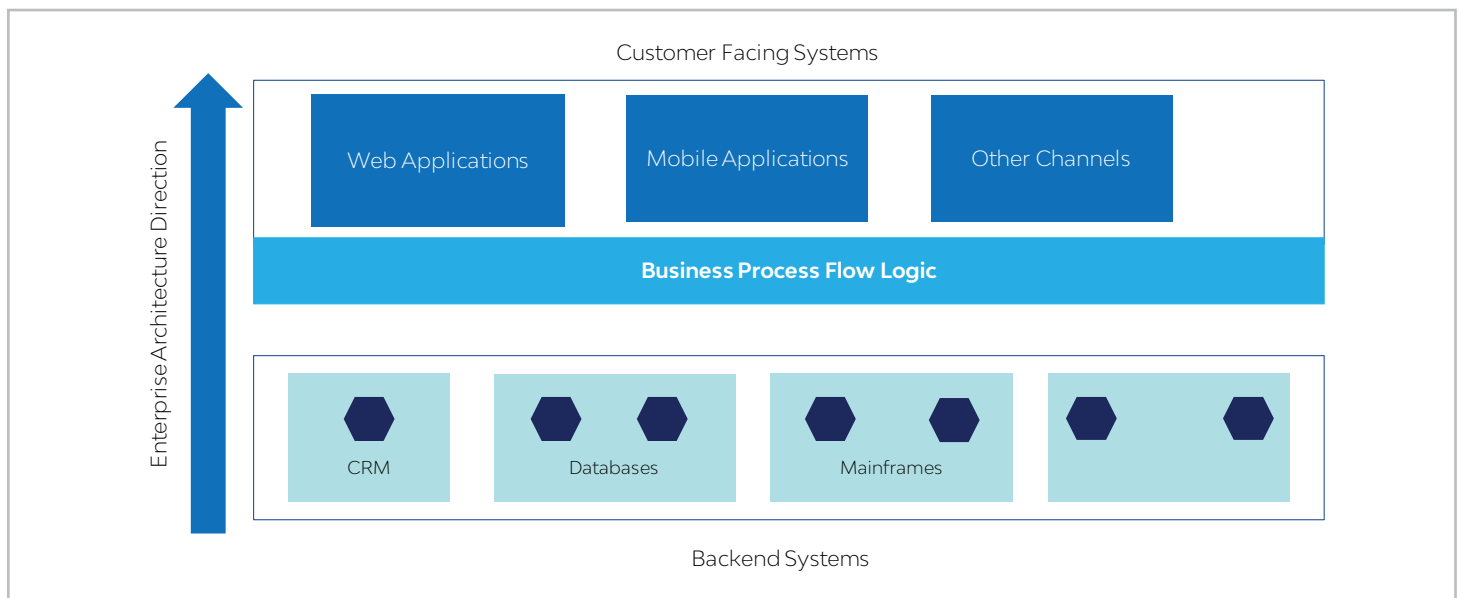 Customer Facing Systems
Enterprise Architecture Direction
Web Applications
Mobile Applications
Other Channels
Business Process Flow Logic
CRM
Databases
Mainframes
Backend Systems